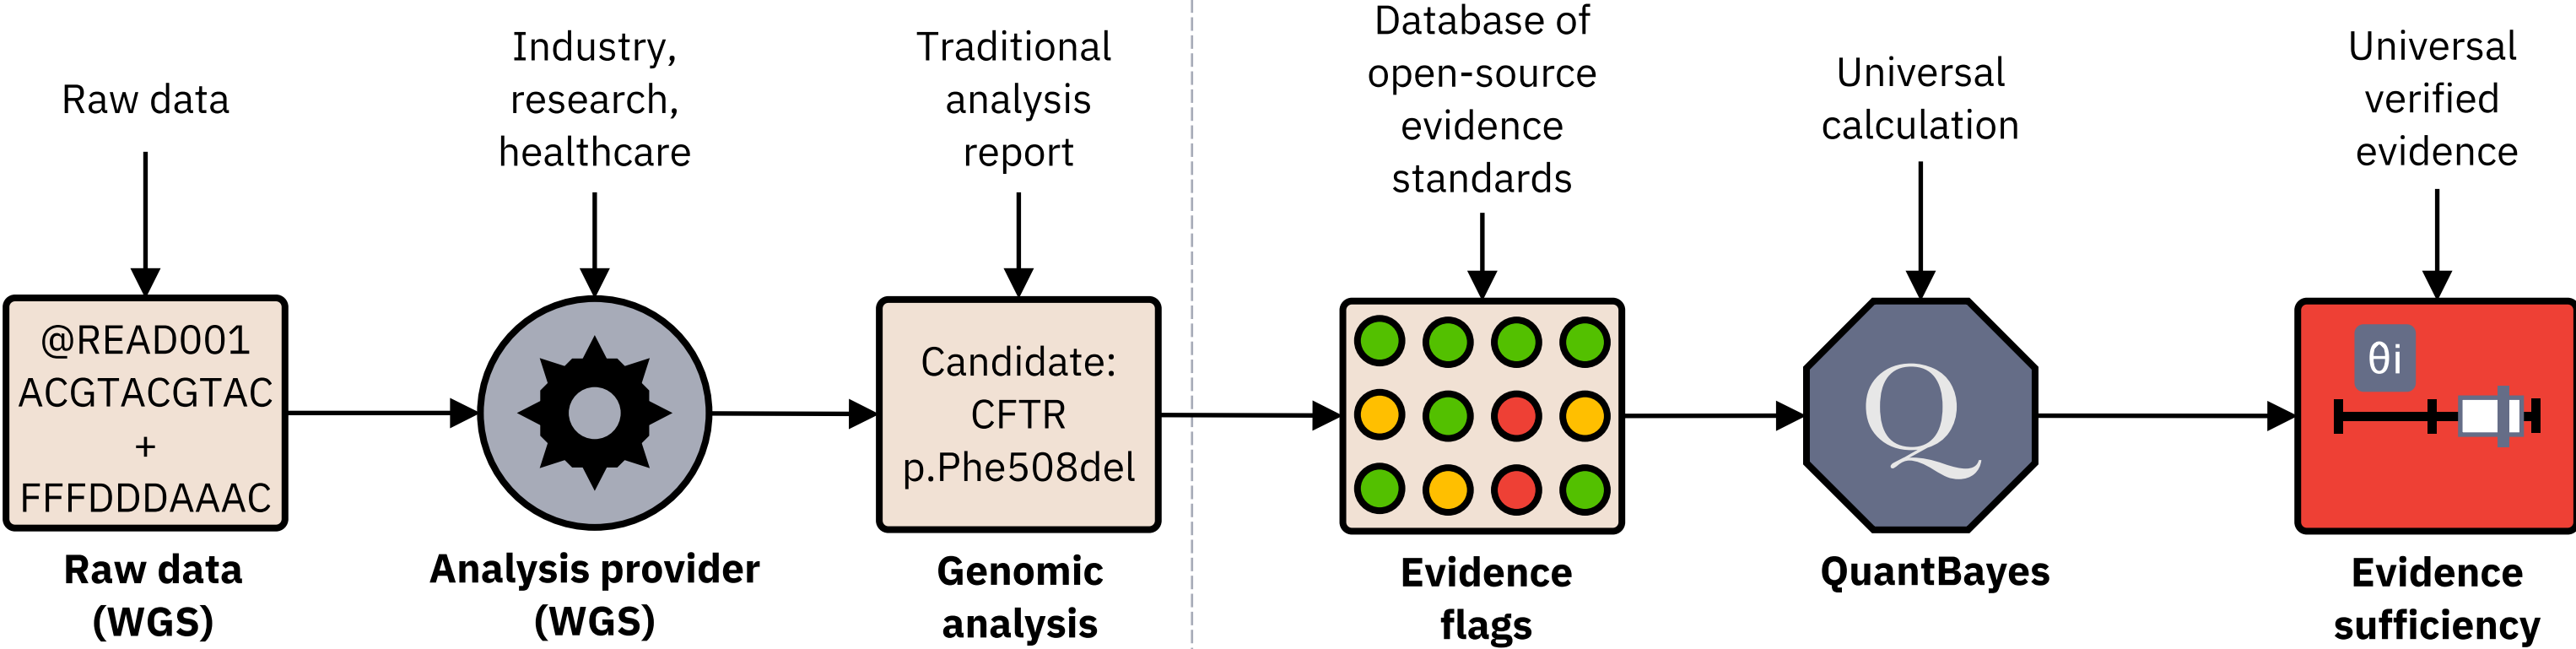 Raw data
Industry,
research,
healthcare
Traditional
analysis
report
Database of
open-source
evidence
standards
Universal
calculation
Universal
verified
evidence
@READ001
ACGTACGTAC
+
FFFDDDAAAC
Candidate:
CFTR
p.Phe508del
Q
θi
Raw data
(WGS)
Analysis provider
(WGS)
Genomic
analysis
Evidence
flags
QuantBayes
Evidence
sufficiency